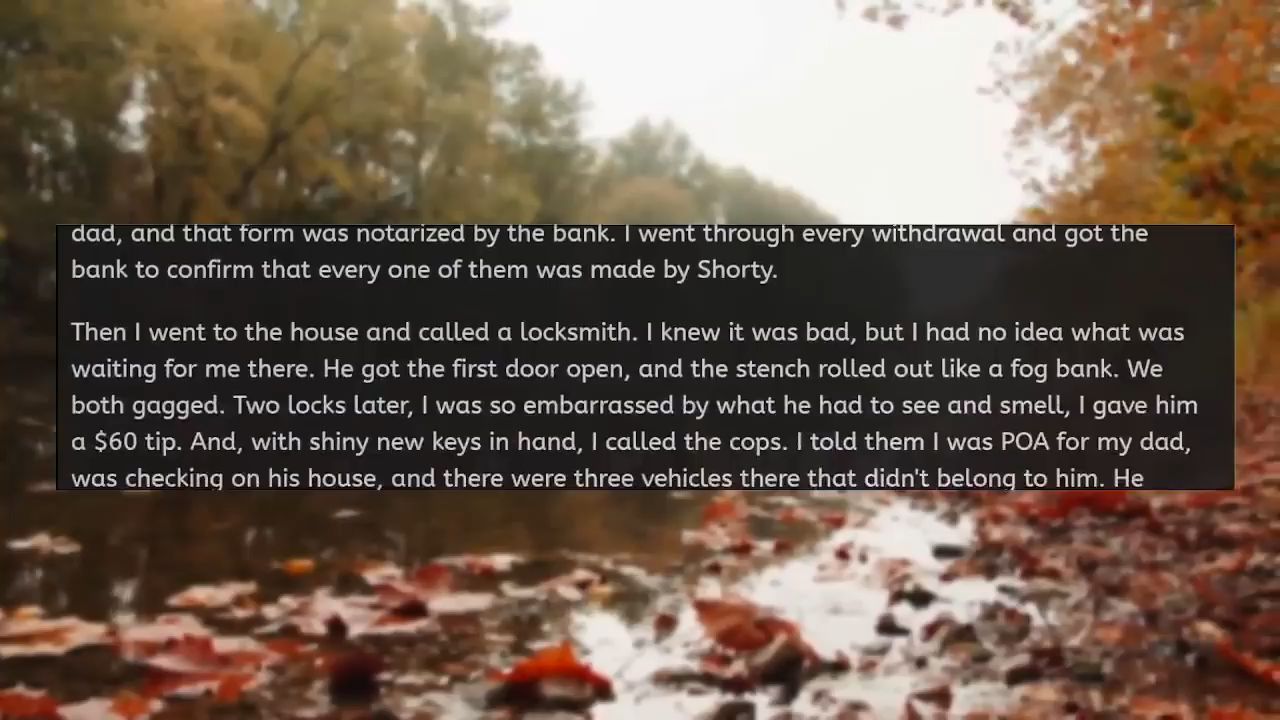 dad, and that form was notarized by the bank. I went through every withdrawal and got the
bank to confirm that every one of them was made by Shorty.
Then I went to the house and called a locksmith. I knew it was bad, but I had no idea what was
waiting for me there. He got the first door open, and the stench rolled out like a fog bank. We
both gagged. Two locks later, I was so embarrassed by what he had to see and smell, I gave him
a $60 tip. And, with shiny new keys in hand, I called the cops. I told them I was POA for my dad,
was checking on his house, and there were three vehicles there that didn't belong to him. He